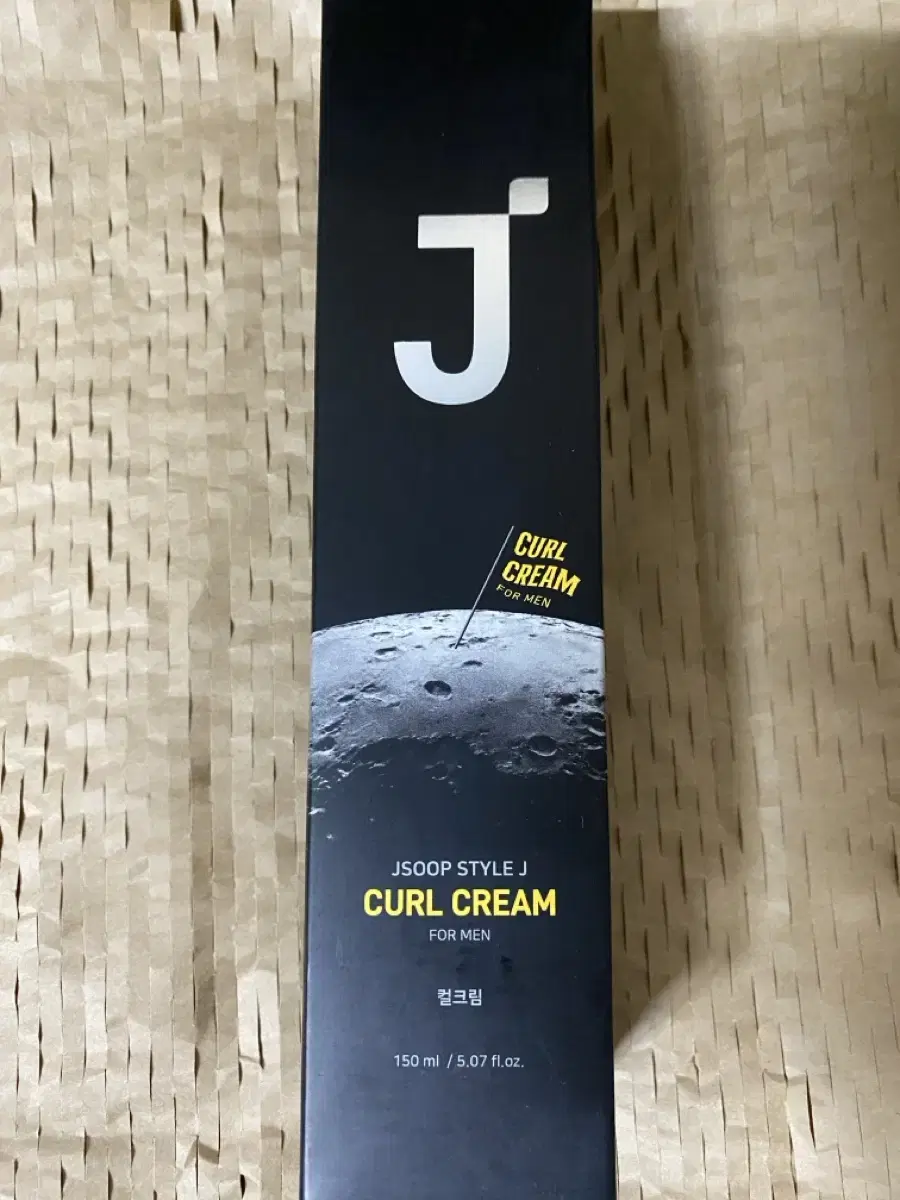 J
CURL
CREAM
FOR MEN
JSOOP STYLE J
CURL CREAM
FOR MEN
컬크림
150 ml / 5.07 fl.oz.